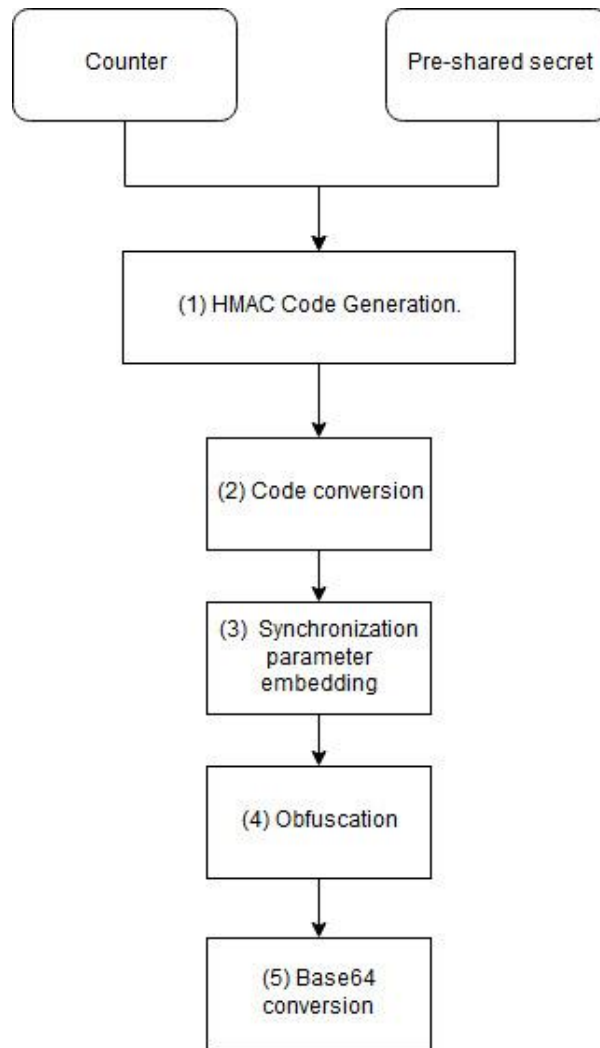 Counter
Pre-shared secret
(1) HMAC Code Generation.
(2) Code conversion
(3) Synchronization
parameter
embedding
(4) Obfuscation
(5) Base64
conversion